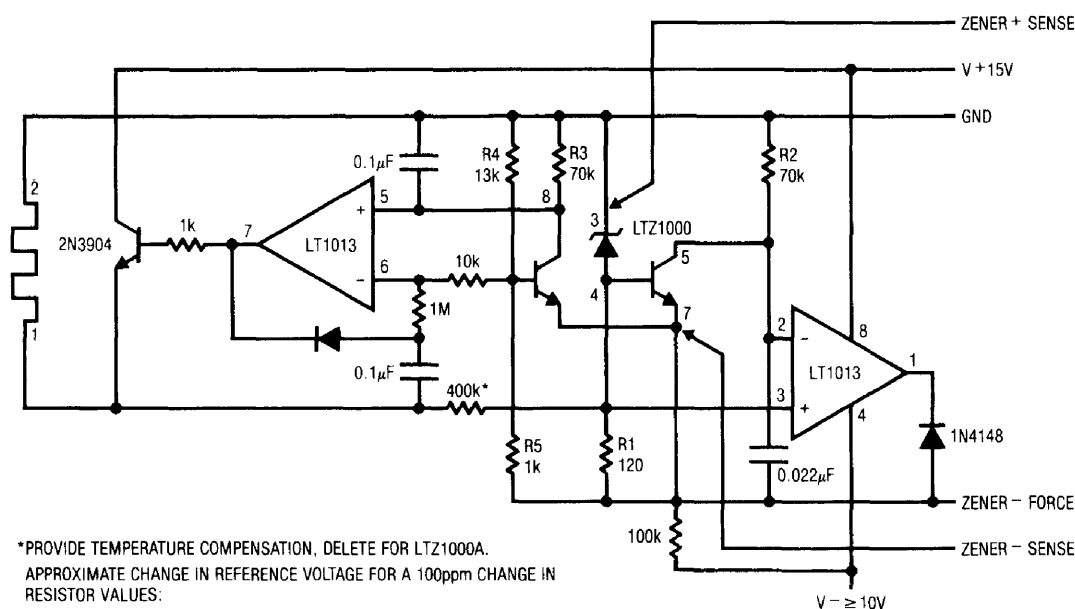 ZENER + SENSE
V + 15V
GND
R4
13k
R3
70k
R2
70k
0.1µF
2
5
8
3
LTZ1000
2N3904
1k
7
+
LT1013
−
6
10k
4
5
7
1M
2
−
8
1
0.1µF
LT1013
1
400k*
3
+
4
1N4148
R5
1k
R1
120
0.022µF
ZENER − FORCE
100k
ZENER − SENSE
*PROVIDE TEMPERATURE COMPENSATION, DELETE FOR LTZ1000A.
APPROXIMATE CHANGE IN REFERENCE VOLTAGE FOR A 100ppm CHANGE IN
RESISTOR VALUES:
V − ≥ 10V